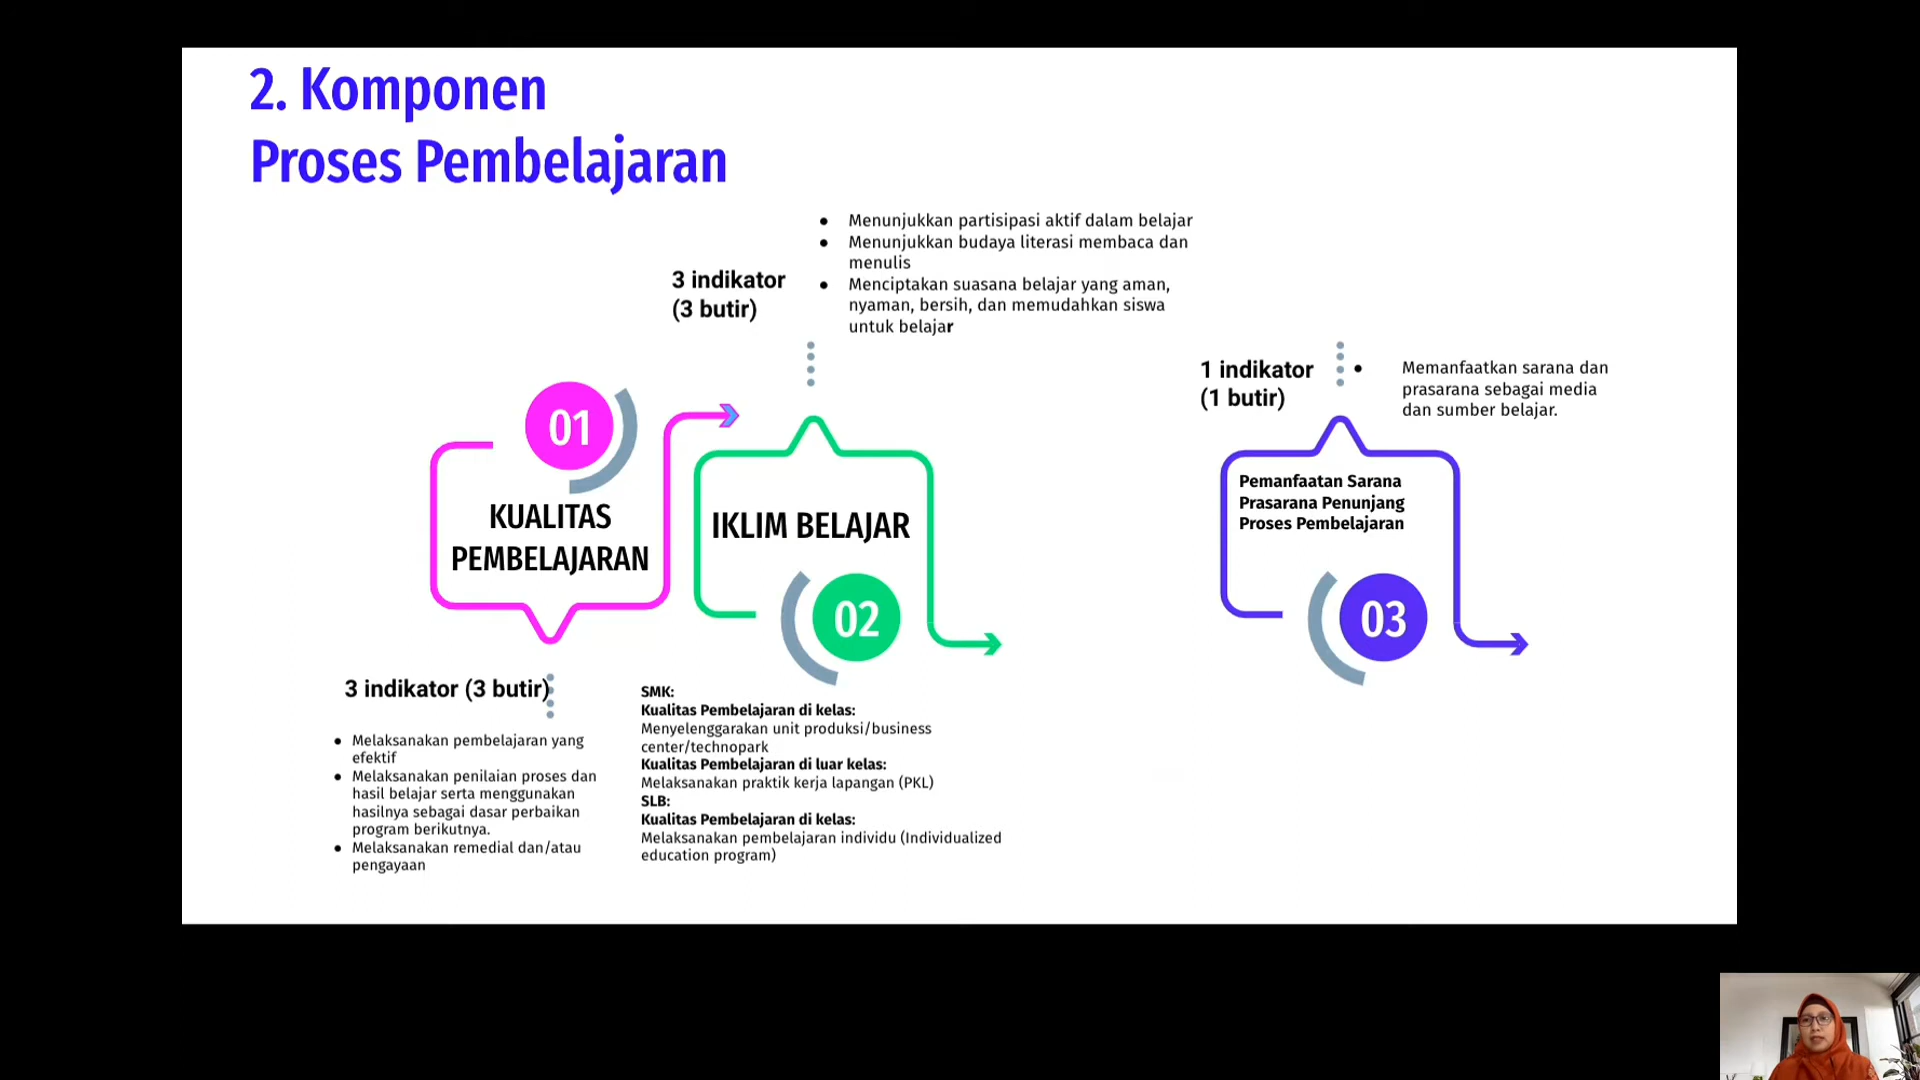 2. Komponen
Proses Pembelajaran
01
KUALITAS
PEMBELAJARAN
3 indikator (3 butir)
● Melaksanakan pembelajaran yang
efektif
● Melaksanakan penilaian proses dan
hasil belajar serta menggunakan
hasilnya sebagai dasar perbaikan
program berikutnya.
● Melaksanakan remedial dan/atau
pengayaan
3 indikator
(3 butir)
● Menunjukkan partisipasi aktif dalam belajar
● Menunjukkan budaya literasi membaca dan
menulis
● Menciptakan suasana belajar yang aman,
nyaman, bersih, dan memudahkan siswa
untuk belajar
IKLIM BELAJAR
02
SMK:
Kualitas Pembelajaran di kelas:
Menyelenggarakan unit produksi/business
center/technopark
Kualitas Pembelajaran di luar kelas:
Melaksanakan praktik kerja lapangan (PKL)
SLB:
Kualitas Pembelajaran di kelas:
Melaksanakan pembelajaran individu (Individualized
education program)
1 indikator
(1 butir)
● Memanfaatkan sarana dan
prasarana sebagai media
dan sumber belajar.
Pemanfaatan Sarana
Prasarana Penunjang
Proses Pembelajaran
03